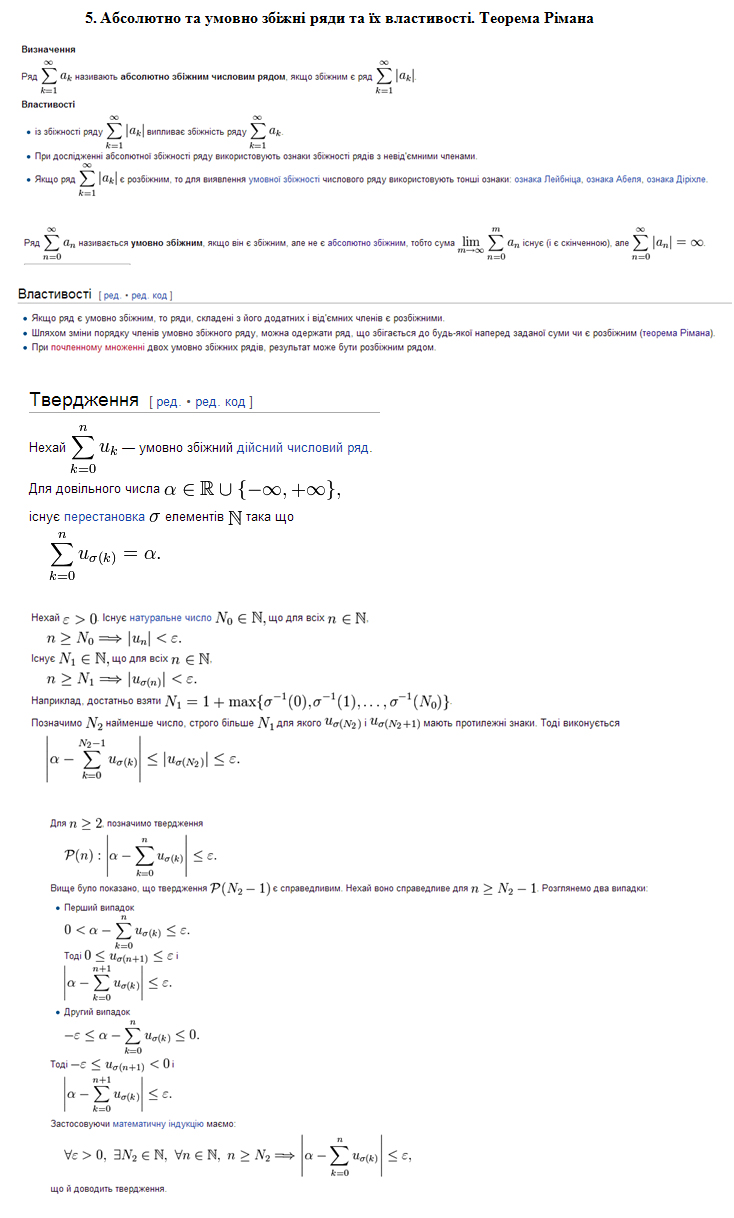 5. Абсолютно та умовно збіжні ряди та їх властивості. Теорема Рімана
Визначення
Ряд $\sum_{k=1}^{\infty} a_k$ називають абсолютно збіжним числовим рядом, якщо збіжним є ряд $\sum_{k=1}^{\infty} |a_k|$.
Властивості
• із збіжності ряду $\sum_{k=1}^{\infty} |a_k|$ випливає збіжність ряду $\sum_{k=1}^{\infty} a_k$.
• При дослідженні абсолютної збіжності ряду використовують ознаки збіжності рядів з невід'ємними членами.
• Якщо ряд $\sum_{k=1}^{\infty} |a_k|$ є розбіжним, то для виявлення умовної збіжності числового ряду використовують тонші ознаки: ознака Лейбніца, ознака Абеля, ознака Діріхле.
Ряд $\sum_{n=0}^{\infty} a_n$ називається умовно збіжним, якщо він є збіжним, але не є абсолютно збіжним, тобто сума $\lim_{m\to\infty} \sum_{n=0}^{m} a_n$ існує (і є скінченною), але $\sum_{n=0}^{\infty} |a_n| = \infty$.
Властивості [ ред. • ред. код ]
• Якщо ряд є умовно збіжним, то ряди, складені з його додатних і від'ємних членів є розбіжними.
• Шляхом зміни порядку членів умовно збіжного ряду, можна одержати ряд, що збігається до будь-якої наперед заданої суми чи є розбіжним (теорема Рімана).
• При почленному множенні двох умовно збіжних рядів, результат може бути розбіжним рядом.
Твердження [ ред. • ред. код ]
Нехай $\sum_{k=0}^{n} u_k$ — умовно збіжний дійсний числовий ряд.
Для довільного числа $\alpha \in \mathbb{R} \cup \{-\infty, +\infty\}$,
існує перестановка $\sigma$ елементів $\mathbb{N}$ така що
$\sum_{k=0}^{n} u_{\sigma(k)} = \alpha.$
Нехай $\varepsilon > 0$. Існує натуральне число $N_0 \in \mathbb{N}$, що для всіх $n \in \mathbb{N}$,
$n \geq N_0 \Longrightarrow |u_n| < \varepsilon.$
Існує $N_1 \in \mathbb{N}$, що для всіх $n \in \mathbb{N}$,
$n \geq N_1 \Longrightarrow |u_{\sigma(n)}| < \varepsilon.$
Наприклад, достатньо взяти $N_1 = 1 + \max\{\sigma^{-1}(0), \sigma^{-1}(1), \ldots, \sigma^{-1}(N_0)\}$.
Позначимо $N_2$ найменше число, строго більше $N_1$ для якого $u_{\sigma(N_2)}$ і $u_{\sigma(N_2+1)}$ мають протилежні знаки. Тоді виконується
$\left|\alpha - \sum_{k=0}^{N_2-1} u_{\sigma(k)}\right| \leq |u_{\sigma(N_2)}| \leq \varepsilon.$
Для $n \geq 2$, позначимо твердження
$\mathcal{P}(n) : \left|\alpha - \sum_{k=0}^{n} u_{\sigma(k)}\right| \leq \varepsilon.$
Вище було показано, що твердження $\mathcal{P}(N_2 - 1)$ є справедливим. Нехай воно справедливе для $n \geq N_2 - 1$. Розглянемо два випадки:
• Перший випадок
$0 < \alpha - \sum_{k=0}^{n} u_{\sigma(k)} \leq \varepsilon.$
Тоді $0 \leq u_{\sigma(n+1)} \leq \varepsilon$ і
$\left|\alpha - \sum_{k=0}^{n+1} u_{\sigma(k)}\right| \leq \varepsilon.$
• Другий випадок
$-\varepsilon \leq \alpha - \sum_{k=0}^{n} u_{\sigma(k)} \leq 0.$
Тоді $-\varepsilon \leq u_{\sigma(n+1)} < 0$ і
$\left|\alpha - \sum_{k=0}^{n+1} u_{\sigma(k)}\right| \leq \varepsilon.$
Застосовуючи математичну індукцію маємо:
$\forall \varepsilon > 0,\ \exists N_2 \in \mathbb{N},\ \forall n \in \mathbb{N},\ n \geq N_2 \Longrightarrow \left|\alpha - \sum_{k=0}^{n} u_{\sigma(k)}\right| \leq \varepsilon,$
що й доводить твердження.